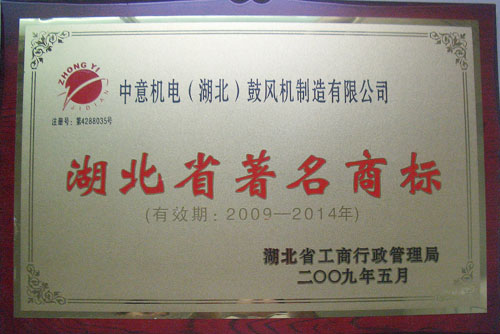 ZHONG YI
JIDIAN
中意机电（湖北）鼓风机制造有限公司
注册号：第4288035号
湖北省著名商标
(有效期：2009—2014年)
湖北省工商行政管理局
二〇〇九年五月